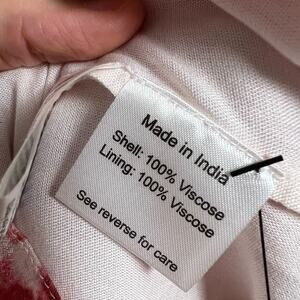 Made in India
Shell: 100% Viscose
Lining: 100% Viscose
See reverse for care